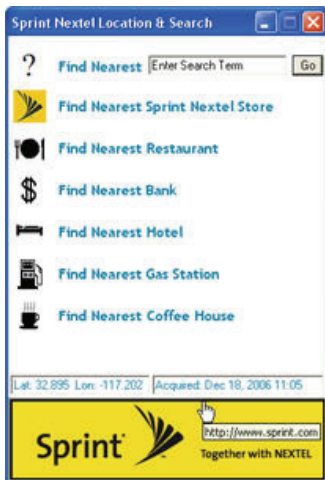 Sprint Nextel Location & Search
? Find Nearest Enter Search Term Go
Find Nearest Sprint Nextel Store
Find Nearest Restaurant
$ Find Nearest Bank
Find Nearest Hotel
Find Nearest Gas Station
Find Nearest Coffee House
Lat: 32.895 Lon: -117.202 Acquired: Dec 18, 2006 11:05
http://www.sprint.com
Sprint
Together with NEXTEL